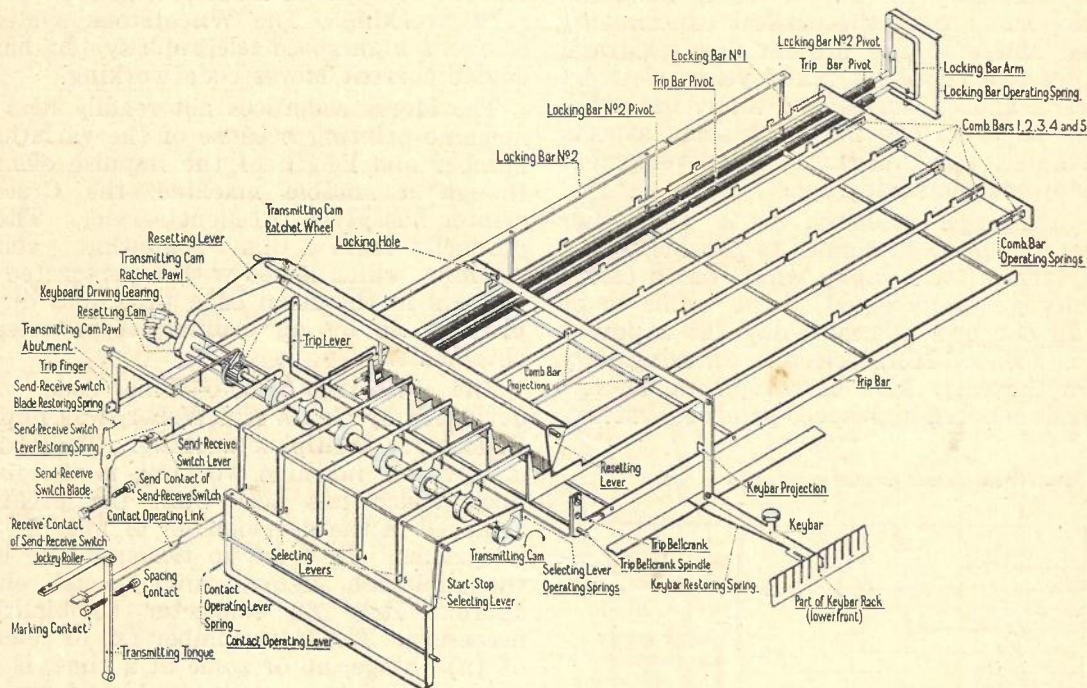 Locking Bar Nº2 Pivot
Locking Bar Nº1
Trip Bar Pivot
Trip Bar Pivot
Locking Bar Arm
Locking Bar Operating Spring
Locking Bar Nº2 Pivot
Comb. Bars 1, 2, 3, 4 and 5
Locking Bar Nº2
Transmitting Cam
Ratchet Wheel
Locking Hole
Resetting Lever
Transmitting Cam
Ratchet Pawl
Comb. Bar
Operating Springs
Keyboard Driving Gearing
Resetting Cam
Transmitting Cam Pawl
Abutment
Trip Lever
Trip Finger
Comb Bar
Projections
Trip Bar
Send-Receive Switch
Blade Restoring Spring
Send-Receive Switch
Lever Restoring Spring
Send-Receive
Switch Lever
Send-Receive
Switch Blade
"Send" Contact of
Send-Receive Switch
Resetting
Lever
Keybar Projection
"Receive" Contact
of Send-Receive Switch
Contact Operating Link
Keybar
Jockey Roller
Selecting
Levers
4
5
Transmitting Cam
Trip Bellcrank
Trip Bellcrank Spindle
Selecting Lever
Operating Springs
Keybar Restoring Spring
Spacing
Contact
Contact
Operating Lever
Spring
Start-Stop
Selecting Lever
Part of Keybar Rack
(lower front)
Marking Contact
Contact Operating Lever
Transmitting Tongue